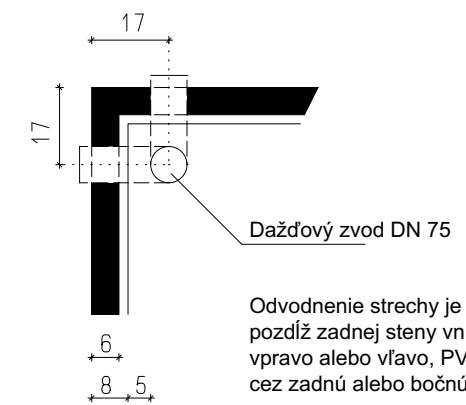 17
17
Dažďový zvod DN 75
Odvodnenie strechy je
pozdĺž zadnej steny vn
vpravo alebo vľavo, PV
cez zadnú alebo bočnú
6
8 5